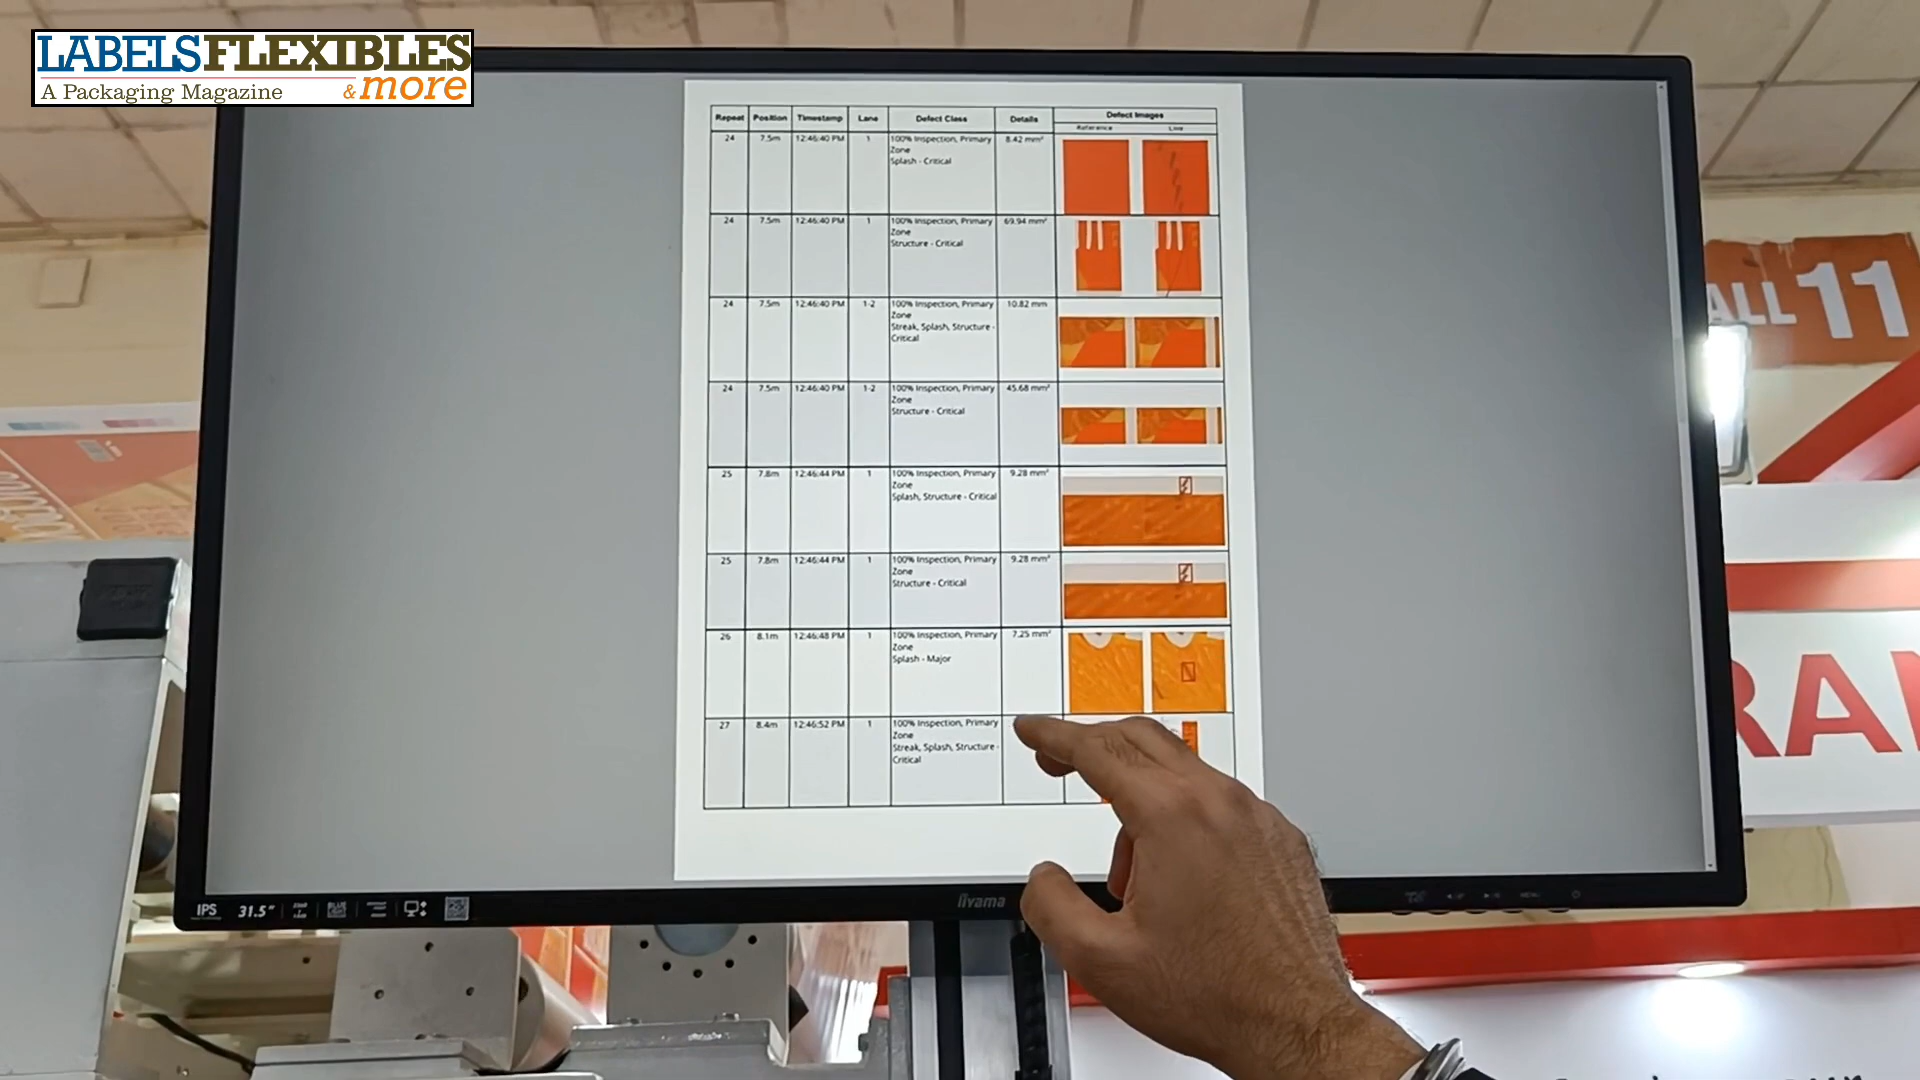 LABELSFLEXIBLES
A Packaging Magazine &more
Repeat Position Timestamp Lane Defect Class Details Defect Images
Reference Live
24 7.5m 12:46:40 PM 1 100% Inspection, Primary 8.42 mm²
Zone
Splash - Critical
24 7.5m 12:46:40 PM 1 100% Inspection, Primary 69.94 mm²
Zone
Structure - Critical
24 7.5m 12:46:40 PM 1-2 100% Inspection, Primary 10.82 mm
Zone
Streak, Splash, Structure -
Critical
24 7.5m 12:46:40 PM 1-2 100% Inspection, Primary 45.68 mm²
Zone
Structure - Critical
25 7.8m 12:46:44 PM 1 100% Inspection, Primary 9.28 mm²
Zone
Splash, Structure - Critical
25 7.8m 12:46:44 PM 1 100% Inspection, Primary 9.28 mm²
Zone
Structure - Critical
26 8.1m 12:46:48 PM 1 100% Inspection, Primary 7.25 mm²
Zone
Splash - Major
27 8.4m 12:46:52 PM 1 100% Inspection, Primary
Zone
Streak, Splash, Structure -
Critical
IPS 31.5" BLUE LIGHT
iiyama
MENU
ALL 11
RAN